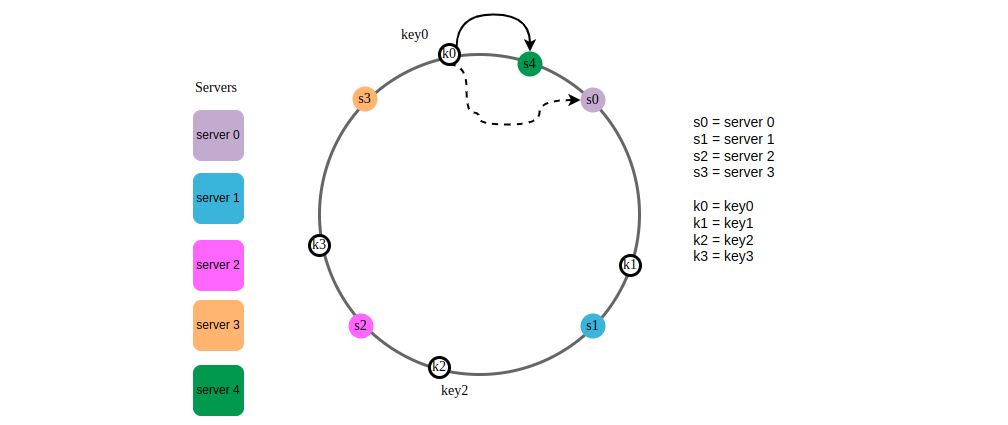 key0
k0
s4
s3
s0
Servers
server 0
server 1
server 2
server 3
server 4
k3
k1
s2
s1
k2
key2
s0 = server 0
s1 = server 1
s2 = server 2
s3 = server 3
k0 = key0
k1 = key1
k2 = key2
k3 = key3